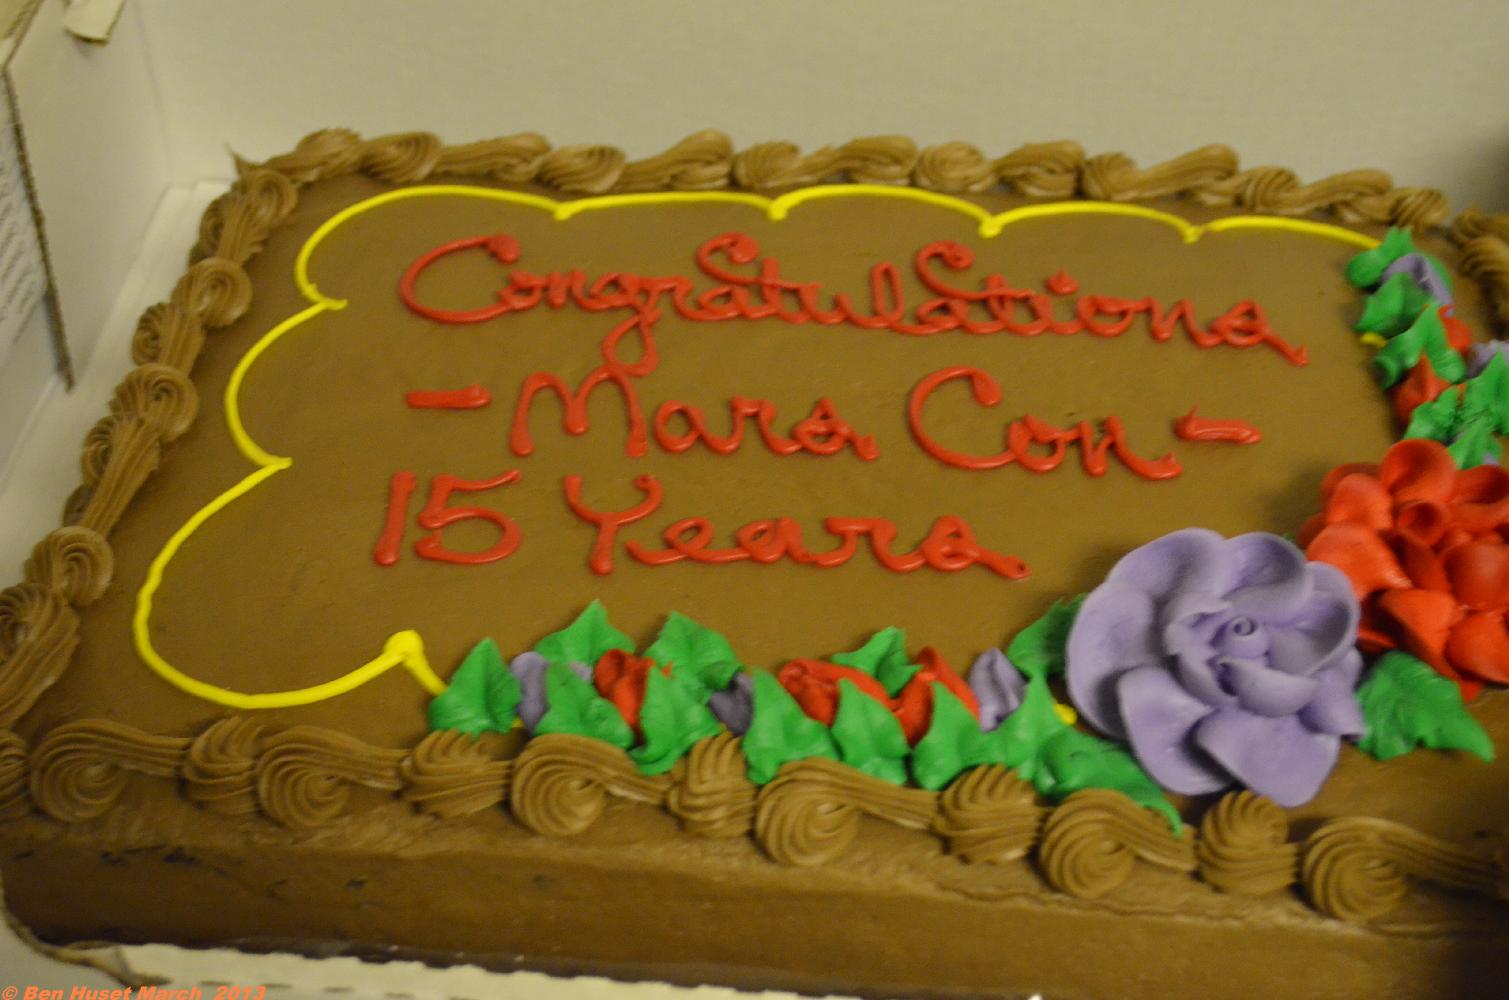 Congratulations
- Mars Con -
15 Years
© Ben Huset March 2013